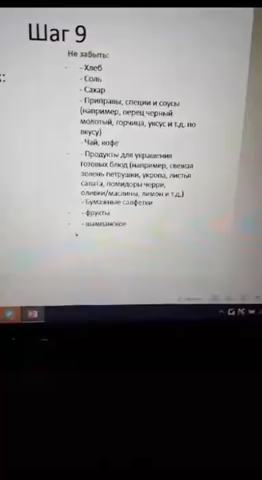 Шаг 9
Не забыть:
- Хлеб
- Соль
- Сахар
- Приправы, специи и соусы
(например, перец черный
молотый, горчица, уксус и т.д. по
вкусу)
- Чай, кофе
- Продукты для украшения
готовых блюд (например, свежая
зелень петрушки, укропа, листья
салата, помидоры черри,
оливки/маслины, лимон и т.д.)
- Бумажные салфетки
- фрукты
- шампанское